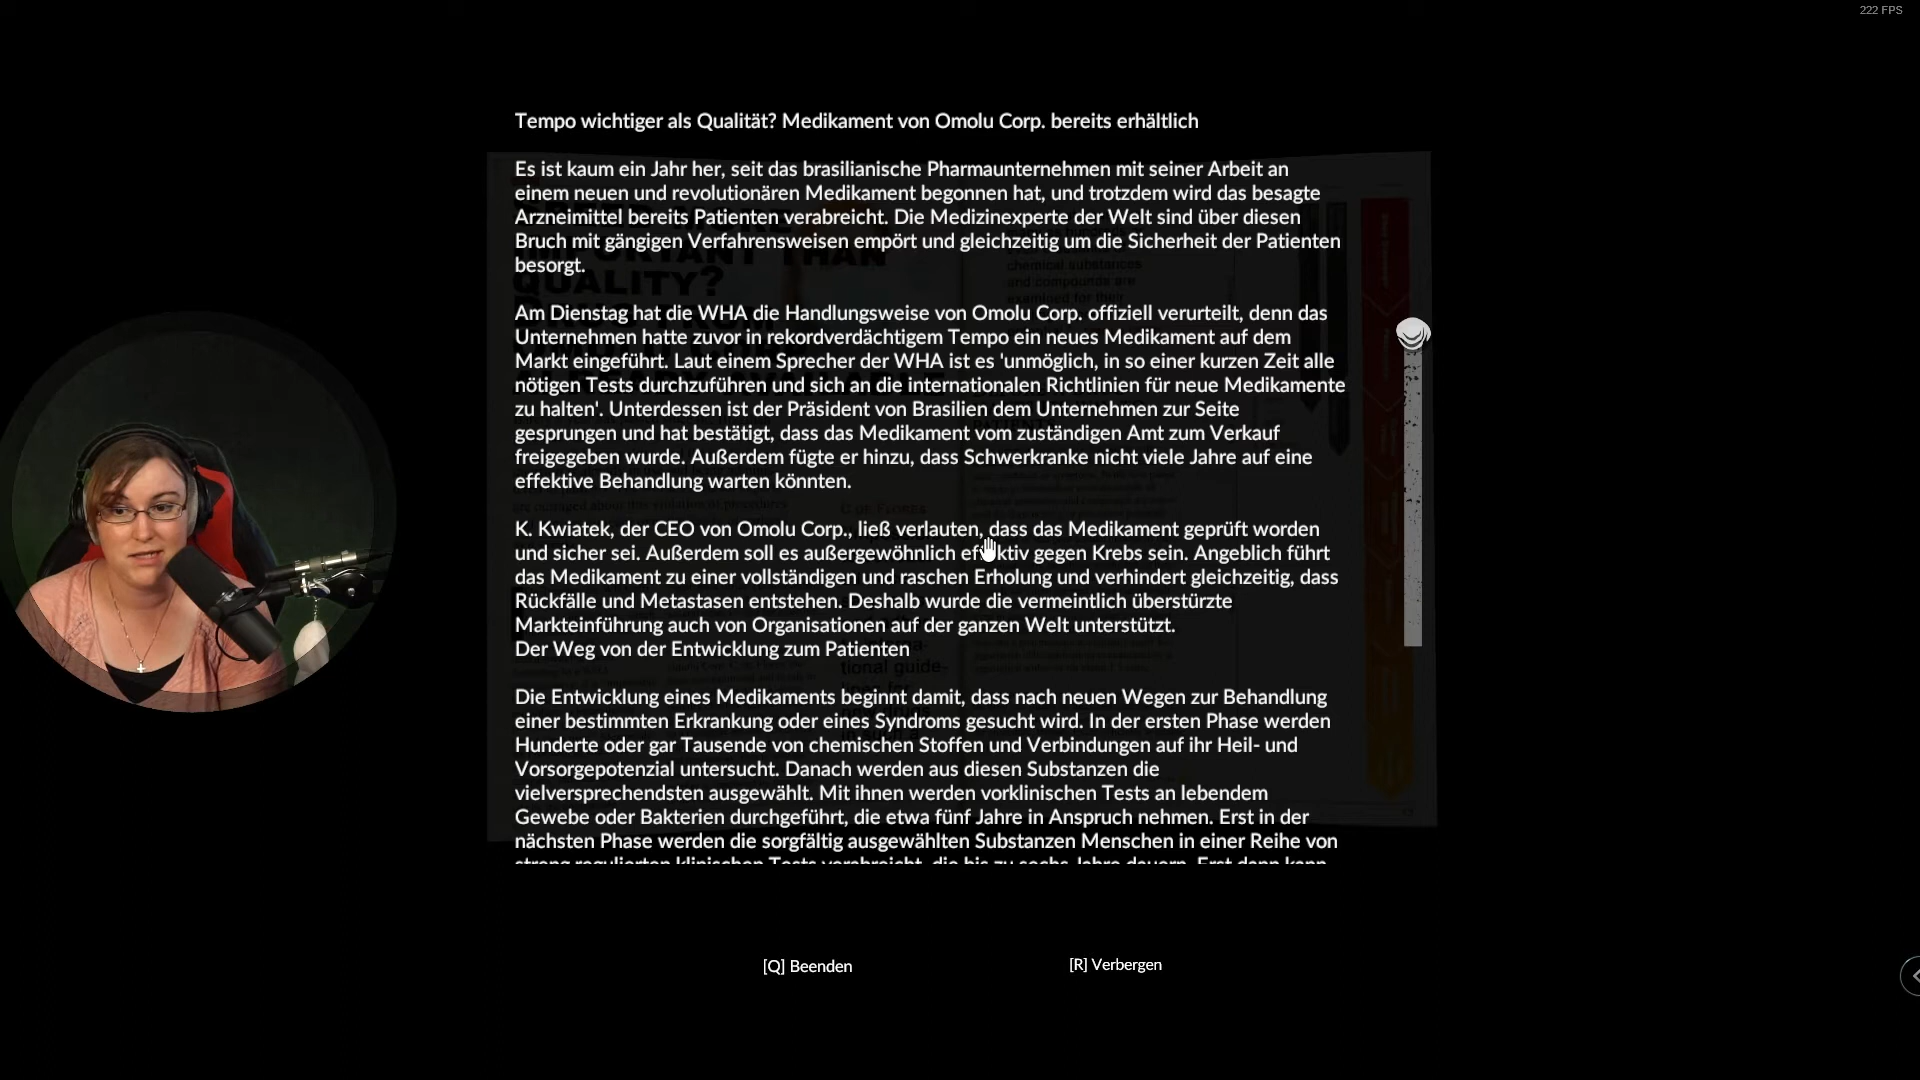 222 FPS
Tempo wichtiger als Qualität? Medikament von Omolu Corp. bereits erhältlich
Es ist kaum ein Jahr her, seit das brasilianische Pharmaunternehmen mit seiner Arbeit an
einem neuen und revolutionären Medikament begonnen hat, und trotzdem wird das besagte
Arzneimittel bereits Patienten verabreicht. Die Medizinexperte der Welt sind über diesen
Bruch mit gängigen Verfahrensweisen empört und gleichzeitig um die Sicherheit der Patienten
besorgt.
Am Dienstag hat die WHA die Handlungsweise von Omolu Corp. offiziell verurteilt, denn das
Unternehmen hatte zuvor in rekordverdächtigem Tempo ein neues Medikament auf dem
Markt eingeführt. Laut einem Sprecher der WHA ist es 'unmöglich, in so einer kurzen Zeit alle
nötigen Tests durchzuführen und sich an die internationalen Richtlinien für neue Medikamente
zu halten'. Unterdessen ist der Präsident von Brasilien dem Unternehmen zur Seite
gesprungen und hat bestätigt, dass das Medikament vom zuständigen Amt zum Verkauf
freigegeben wurde. Außerdem fügte er hinzu, dass Schwerkranke nicht viele Jahre auf eine
effektive Behandlung warten könnten.
K. Kwiatek, der CEO von Omolu Corp., ließ verlauten, dass das Medikament geprüft worden
und sicher sei. Außerdem soll es außergewöhnlich effektiv gegen Krebs sein. Angeblich führt
das Medikament zu einer vollständigen und raschen Erholung und verhindert gleichzeitig, dass
Rückfälle und Metastasen entstehen. Deshalb wurde die vermeintlich überstürzte
Markteinführung auch von Organisationen auf der ganzen Welt unterstützt.
Der Weg von der Entwicklung zum Patienten
Die Entwicklung eines Medikaments beginnt damit, dass nach neuen Wegen zur Behandlung
einer bestimmten Erkrankung oder eines Syndroms gesucht wird. In der ersten Phase werden
Hunderte oder gar Tausende von chemischen Stoffen und Verbindungen auf ihr Heil- und
Vorsorgepotenzial untersucht. Danach werden aus diesen Substanzen die
vielversprechendsten ausgewählt. Mit ihnen werden vorklinischen Tests an lebendem
Gewebe oder Bakterien durchgeführt, die etwa fünf Jahre in Anspruch nehmen. Erst in der
nächsten Phase werden die sorgfältig ausgewählten Substanzen Menschen in einer Reihe von
streng regulierten klinischen Tests verabreicht, die bis zu sechs Jahre dauern. Erst dann kann
[Q] Beenden
[R] Verbergen